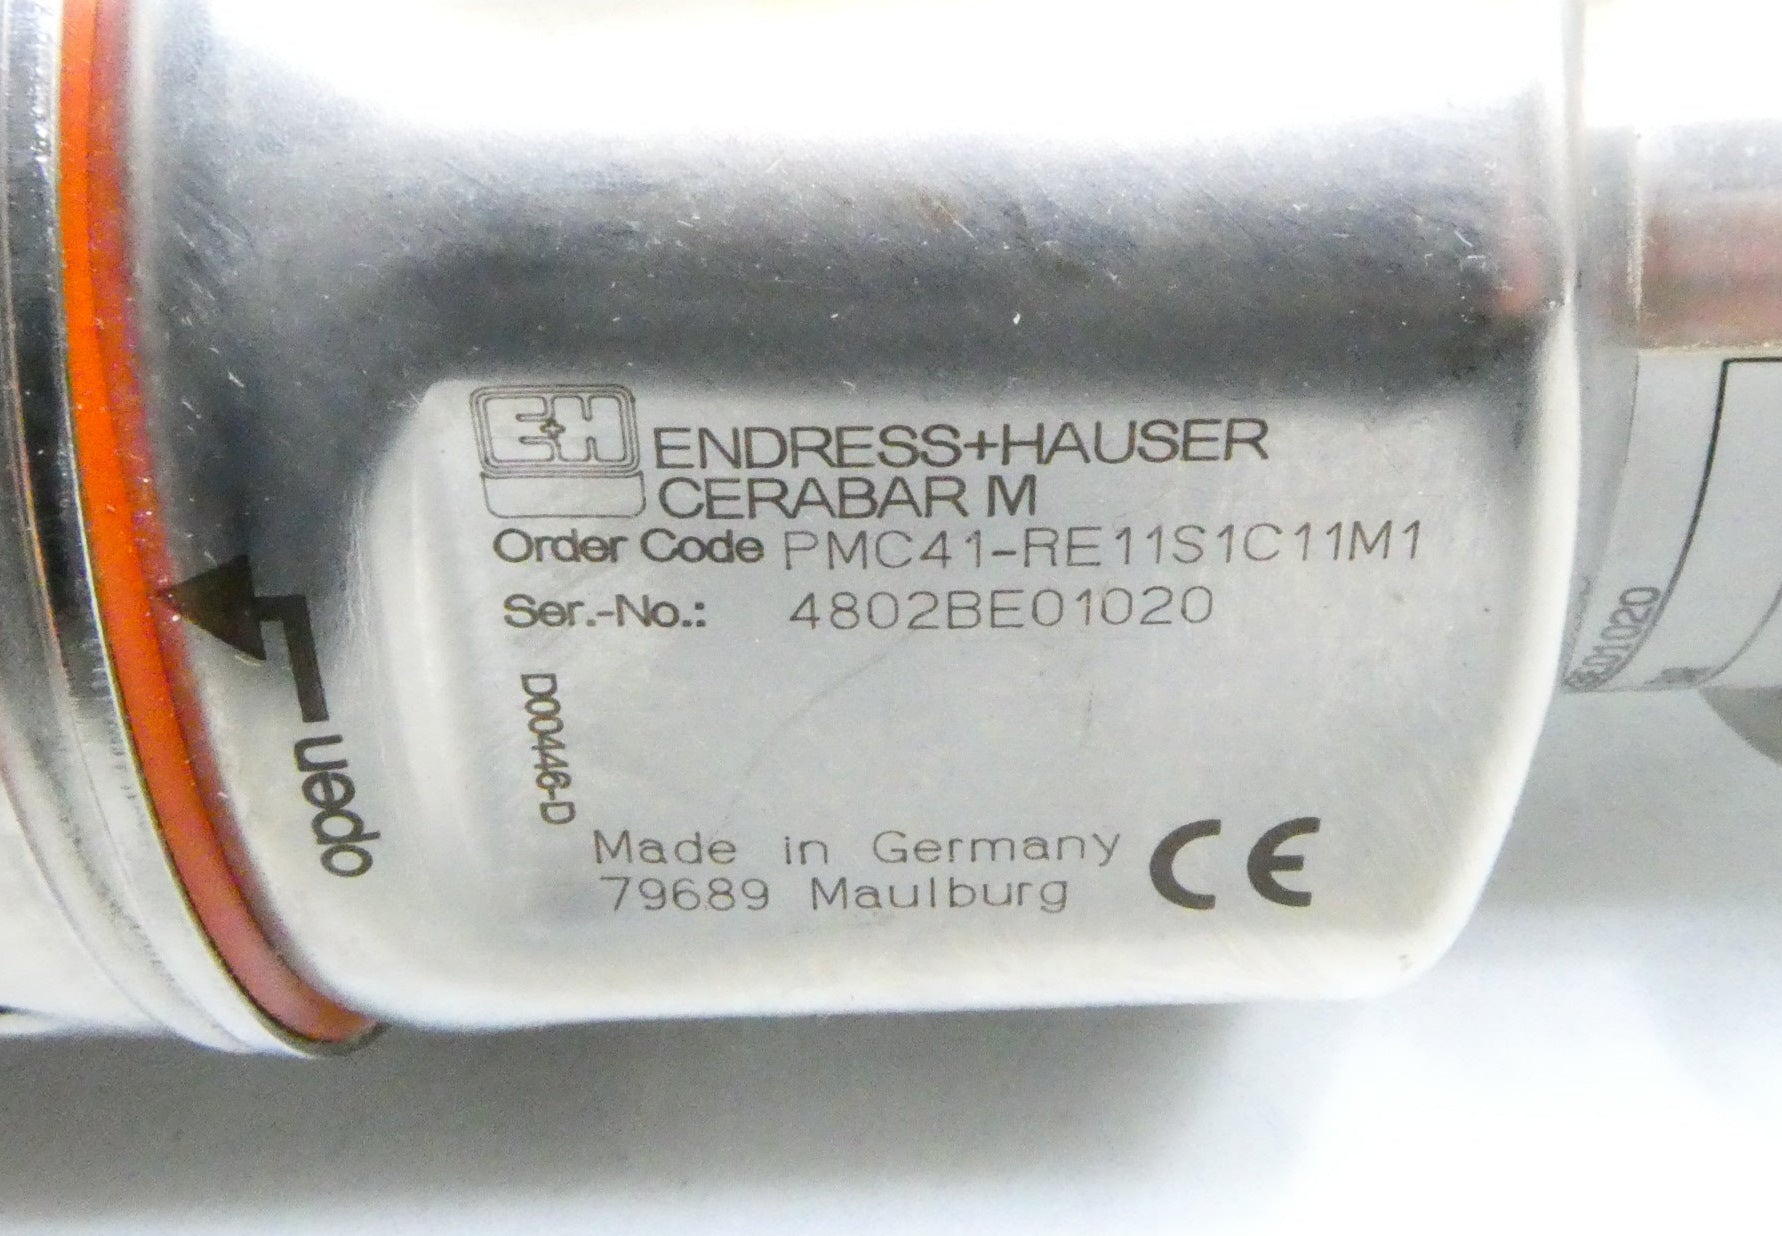 E+H
ENDRESS+HAUSER
CERABAR M
Order Code PMC41-RE11S1C11M1
Ser.-No.: 4802BE01020
D00446-D
open
Made in Germany
79689 Maulburg
CE